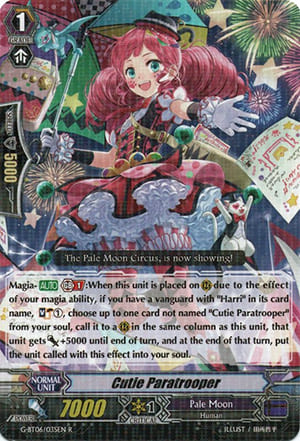 1
GRADE
SHIELD
5000
The Pale Moon Circus, is now showing!
Magia AUTO 1 :When this unit is placed on due to the effect
of your magia ability, if you have a vanguard with "Harri" in its card
name, 1 , choose up to one card not named "Cutie Paratrooper"
from your soul, call it to a in the same column as this unit, that
unit gets +5000 until end of turn, and at the end of that turn, put
the unit called with this effect into your soul.
NORMAL
UNIT
Cutie Paratrooper
POWER
7000
1
CRITICAL
Pale Moon
Human
G-BT06/035EN R
ILLUST /